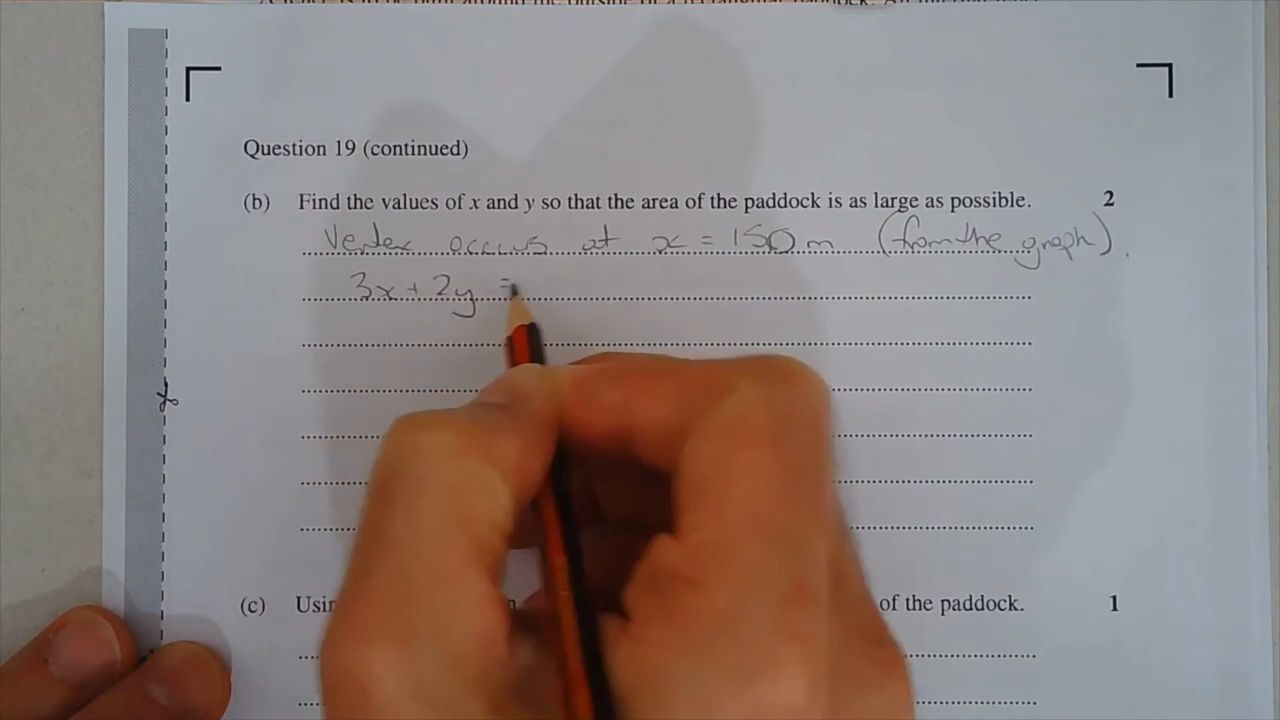 Question 19 (continued)
(b) Find the values of x and y so that the area of the paddock is as large as possible. 2
Vertex occurs at x = 150 m (from the graph).
3x + 2y =
(c) Usin of the paddock. 1